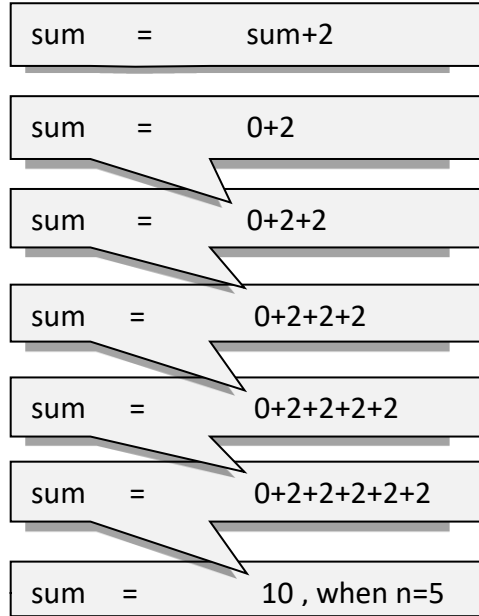 sum = sum+2
sum = 0+2
sum = 0+2+2
sum = 0+2+2+2
sum = 0+2+2+2+2
sum = 0+2+2+2+2+2
sum = 10 , when n=5